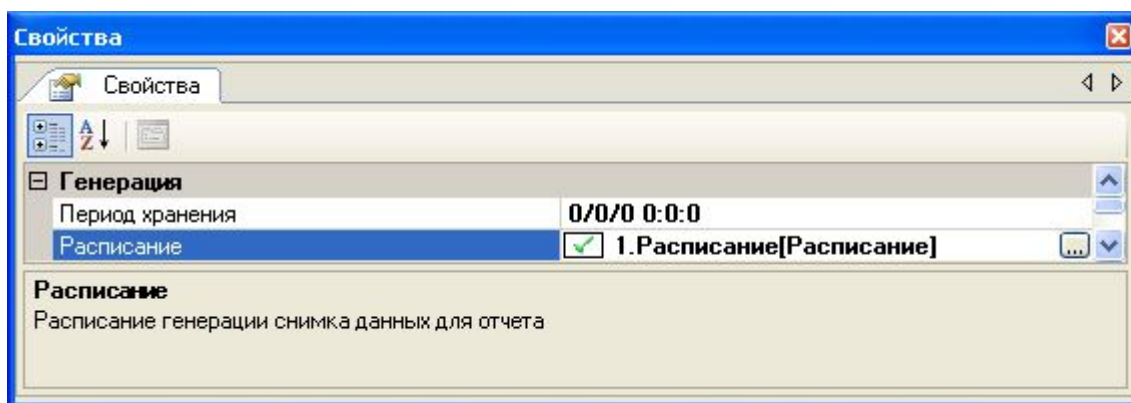 Свойства
Свойства
Генерация
Период хранения 0/0/0 0:0:0
Расписание 1.Расписание[Расписание] ...
Расписание
Расписание генерации снимка данных для отчета